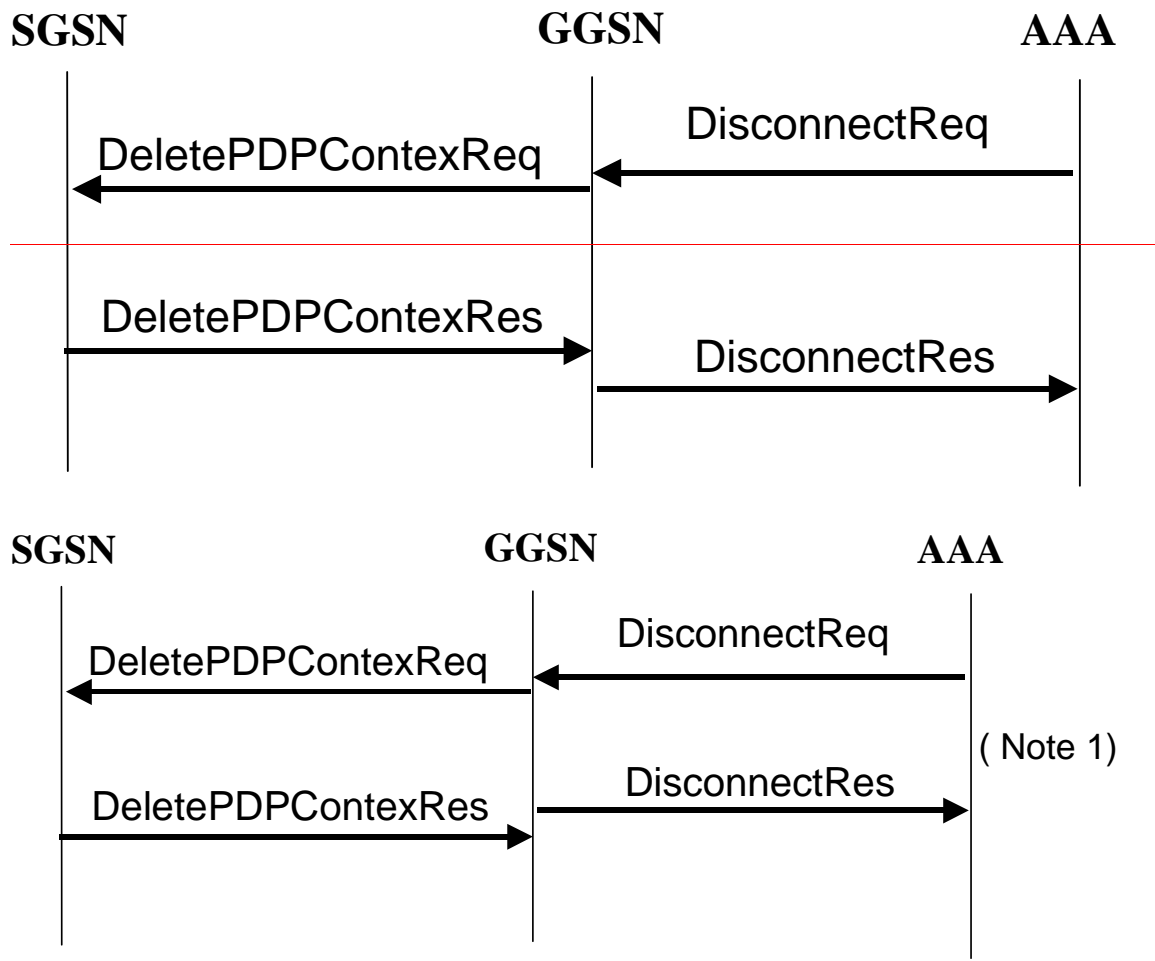 SGSN GGSN AAA
DisconnectReq
DeletePDPContexReq
DeletePDPContexRes
DisconnectRes
SGSN GGSN AAA
DisconnectReq
DeletePDPContexReq
( Note 1)
DisconnectRes
DeletePDPContexRes